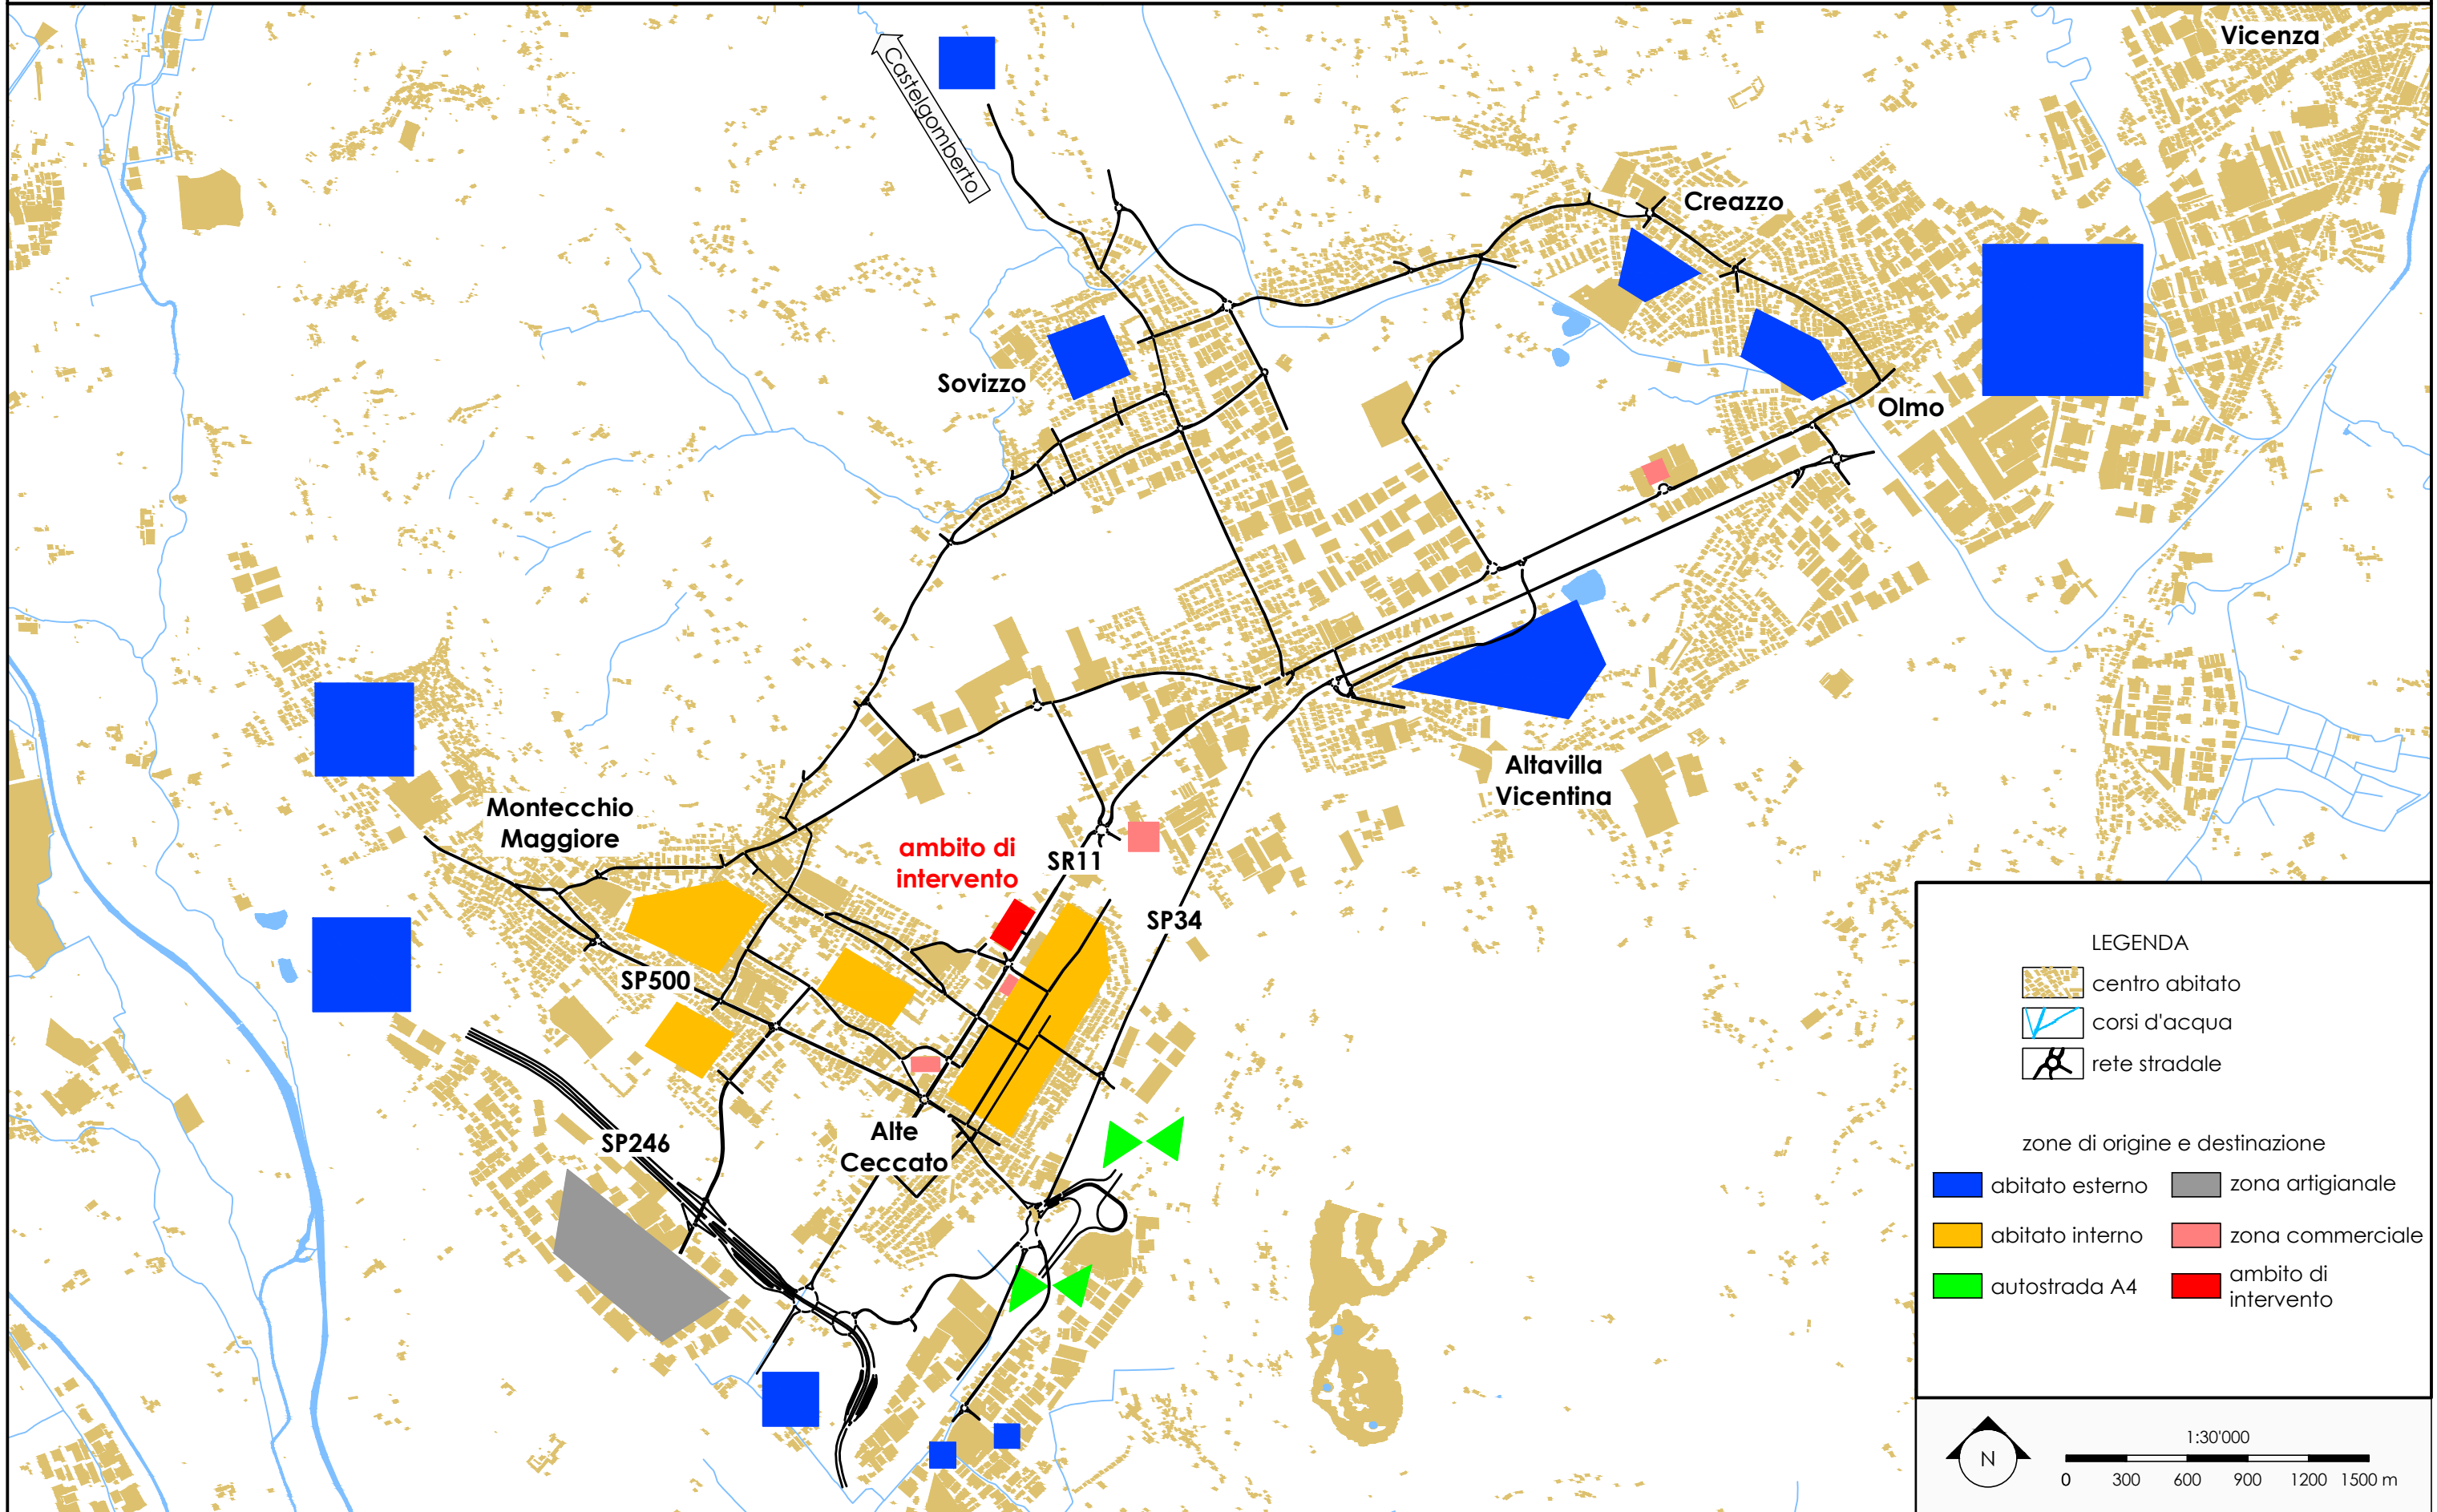 Vicenza
Castelgomberto
Creazzo
Sovizzo
Olmo
Altavilla
Vicentina
Montecchio
Maggiore
ambito di
intervento
SR11
SP34
SP500
Alte
Ceccato
SP246
LEGENDA
centro abitato
corsi d'acqua
rete stradale
zone di origine e destinazione
abitato esterno
zona artigianale
abitato interno
zona commerciale
autostrada A4
ambito di
intervento
N
1:30'000
0 300 600 900 1200 1500 m